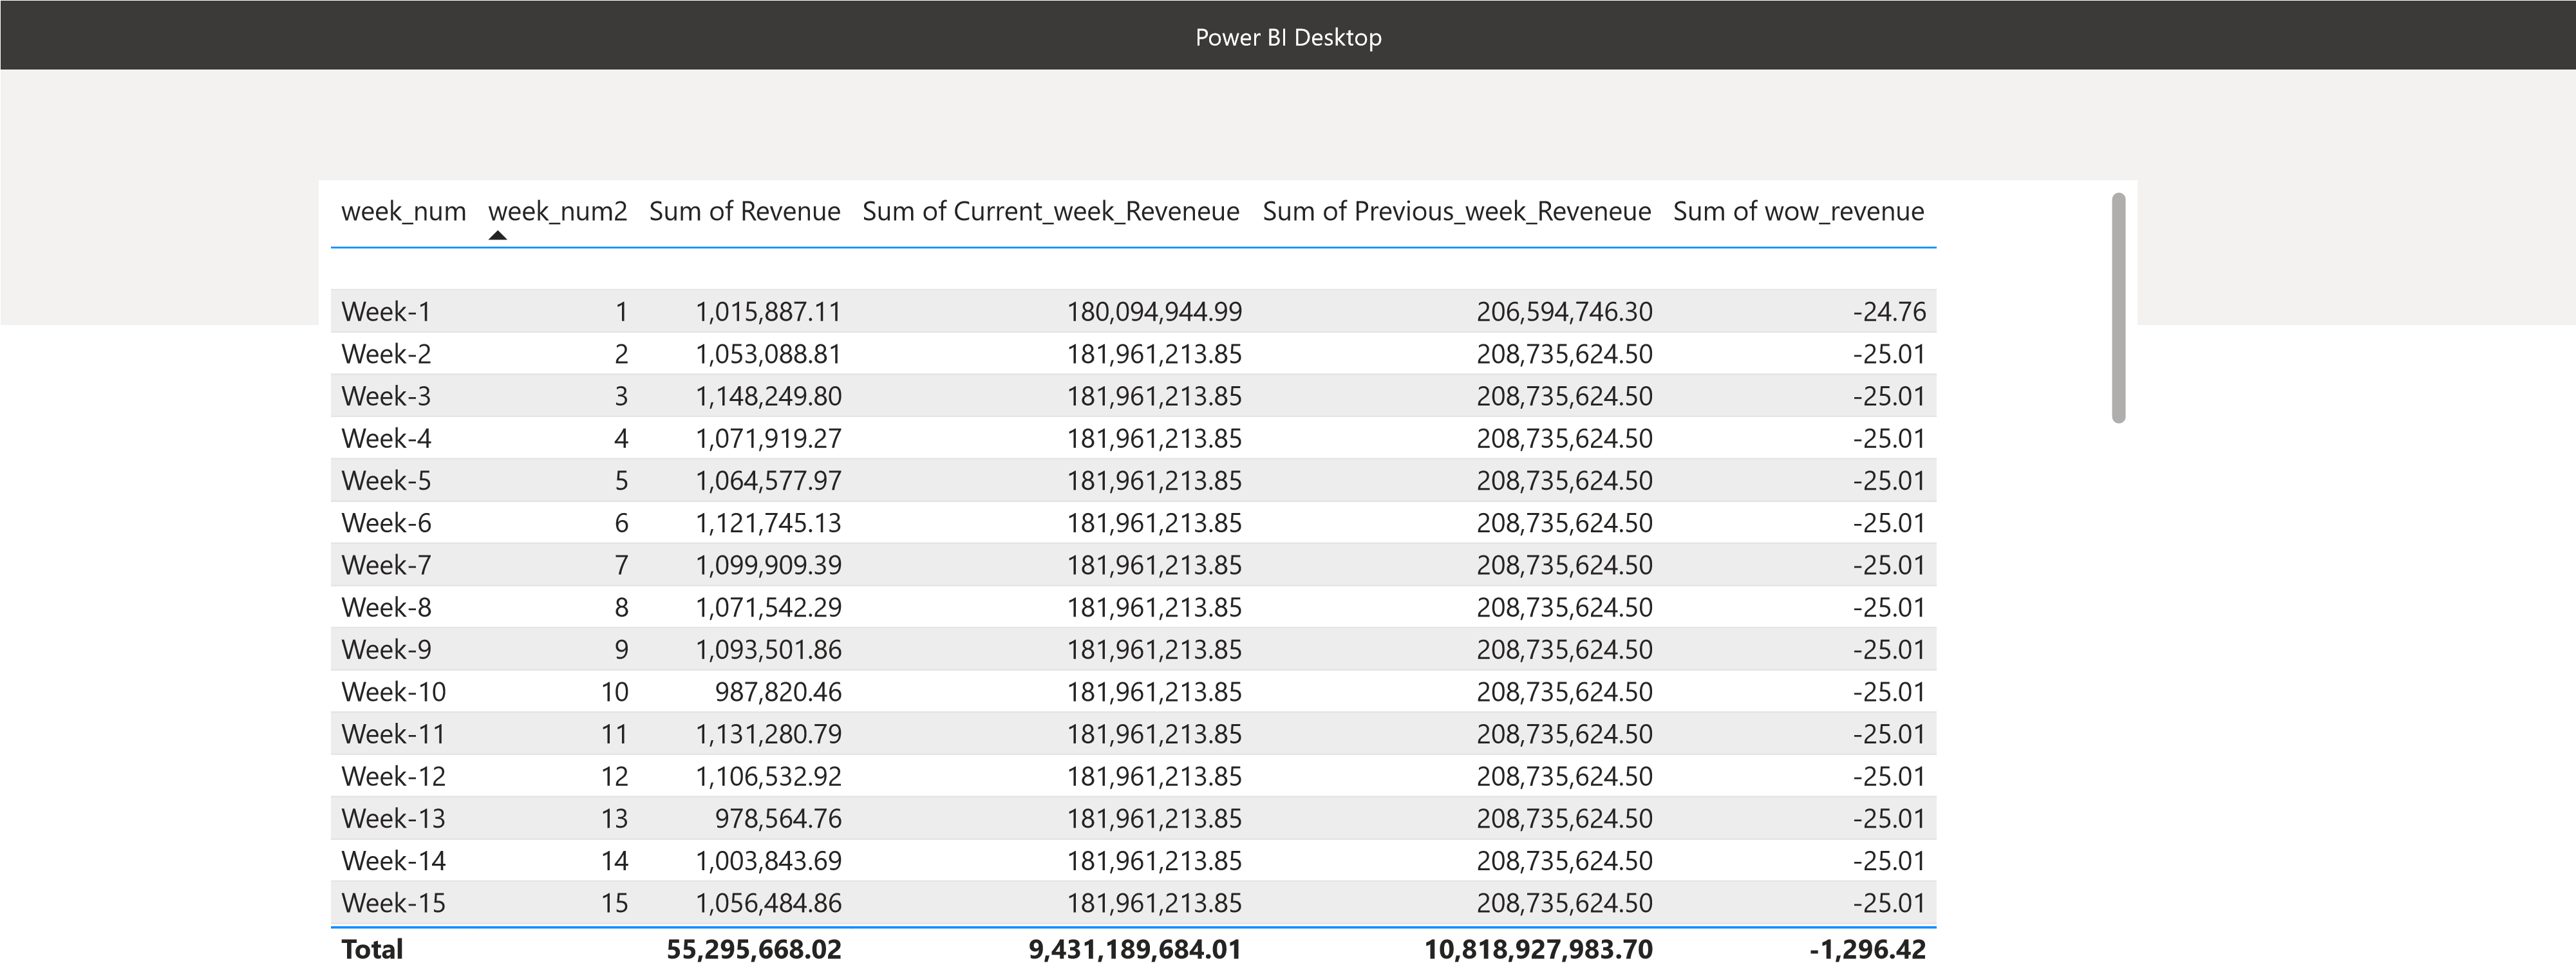 Power BI Desktop
week_num week_num2 Sum of Revenue Sum of Current_week_Reveneue Sum of Previous_week_Reveneue Sum of wow_revenue
Week-1 1 1,015,887.11 180,094,944.99 206,594,746.30 -24.76
Week-2 2 1,053,088.81 181,961,213.85 208,735,624.50 -25.01
Week-3 3 1,148,249.80 181,961,213.85 208,735,624.50 -25.01
Week-4 4 1,071,919.27 181,961,213.85 208,735,624.50 -25.01
Week-5 5 1,064,577.97 181,961,213.85 208,735,624.50 -25.01
Week-6 6 1,121,745.13 181,961,213.85 208,735,624.50 -25.01
Week-7 7 1,099,909.39 181,961,213.85 208,735,624.50 -25.01
Week-8 8 1,071,542.29 181,961,213.85 208,735,624.50 -25.01
Week-9 9 1,093,501.86 181,961,213.85 208,735,624.50 -25.01
Week-10 10 987,820.46 181,961,213.85 208,735,624.50 -25.01
Week-11 11 1,131,280.79 181,961,213.85 208,735,624.50 -25.01
Week-12 12 1,106,532.92 181,961,213.85 208,735,624.50 -25.01
Week-13 13 978,564.76 181,961,213.85 208,735,624.50 -25.01
Week-14 14 1,003,843.69 181,961,213.85 208,735,624.50 -25.01
Week-15 15 1,056,484.86 181,961,213.85 208,735,624.50 -25.01
Total 55,295,668.02 9,431,189,684.01 10,818,927,983.70 -1,296.42